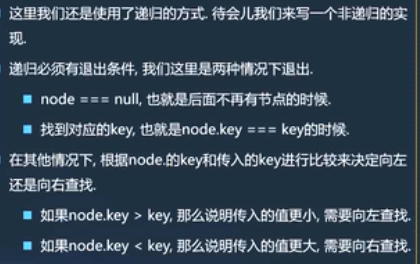 这里我们还是使用了递归的方式. 待会儿我们来写一个非递归的实
现.
递归必须有退出条件, 我们这里是两种情况下退出.
node === null, 也就是后面不再有节点的时候.
找到对应的key, 也就是node.key === key的时候.
在其他情况下, 根据node.的key和传入的key进行比较来决定向左
还是向右查找.
如果node.key > key, 那么说明传入的值更小, 需要向左查找.
如果node.key < key, 那么说明传入的值更大, 需要向右查找.